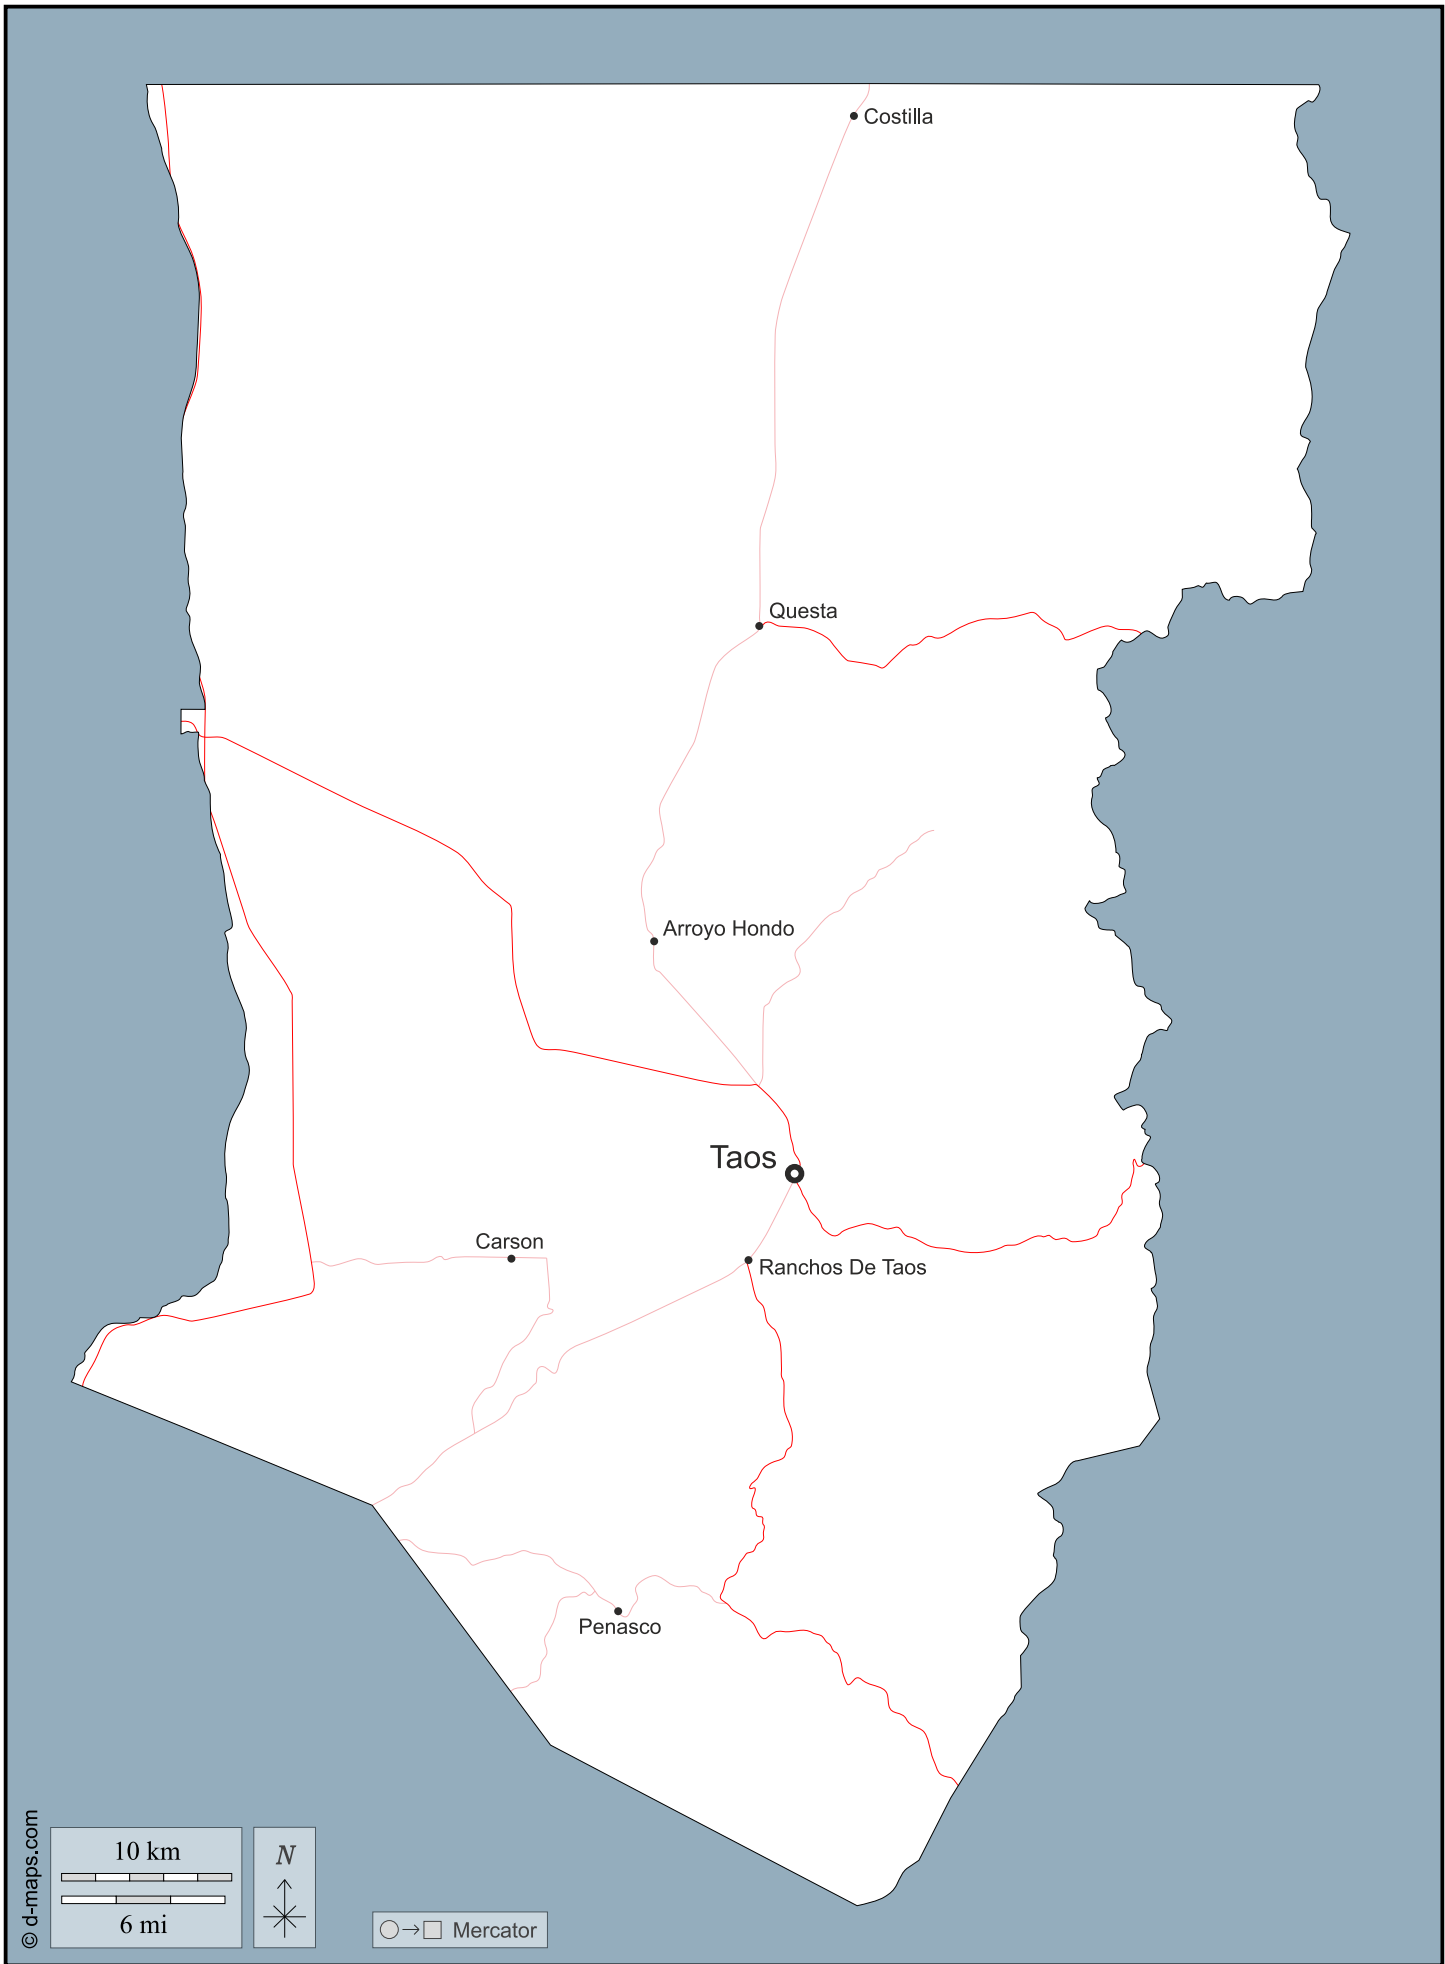 Costilla
Questa
Arroyo Hondo
Taos
Carson
Ranchos De Taos
Penasco
© d-maps.com
10 km
6 mi
N
Mercator